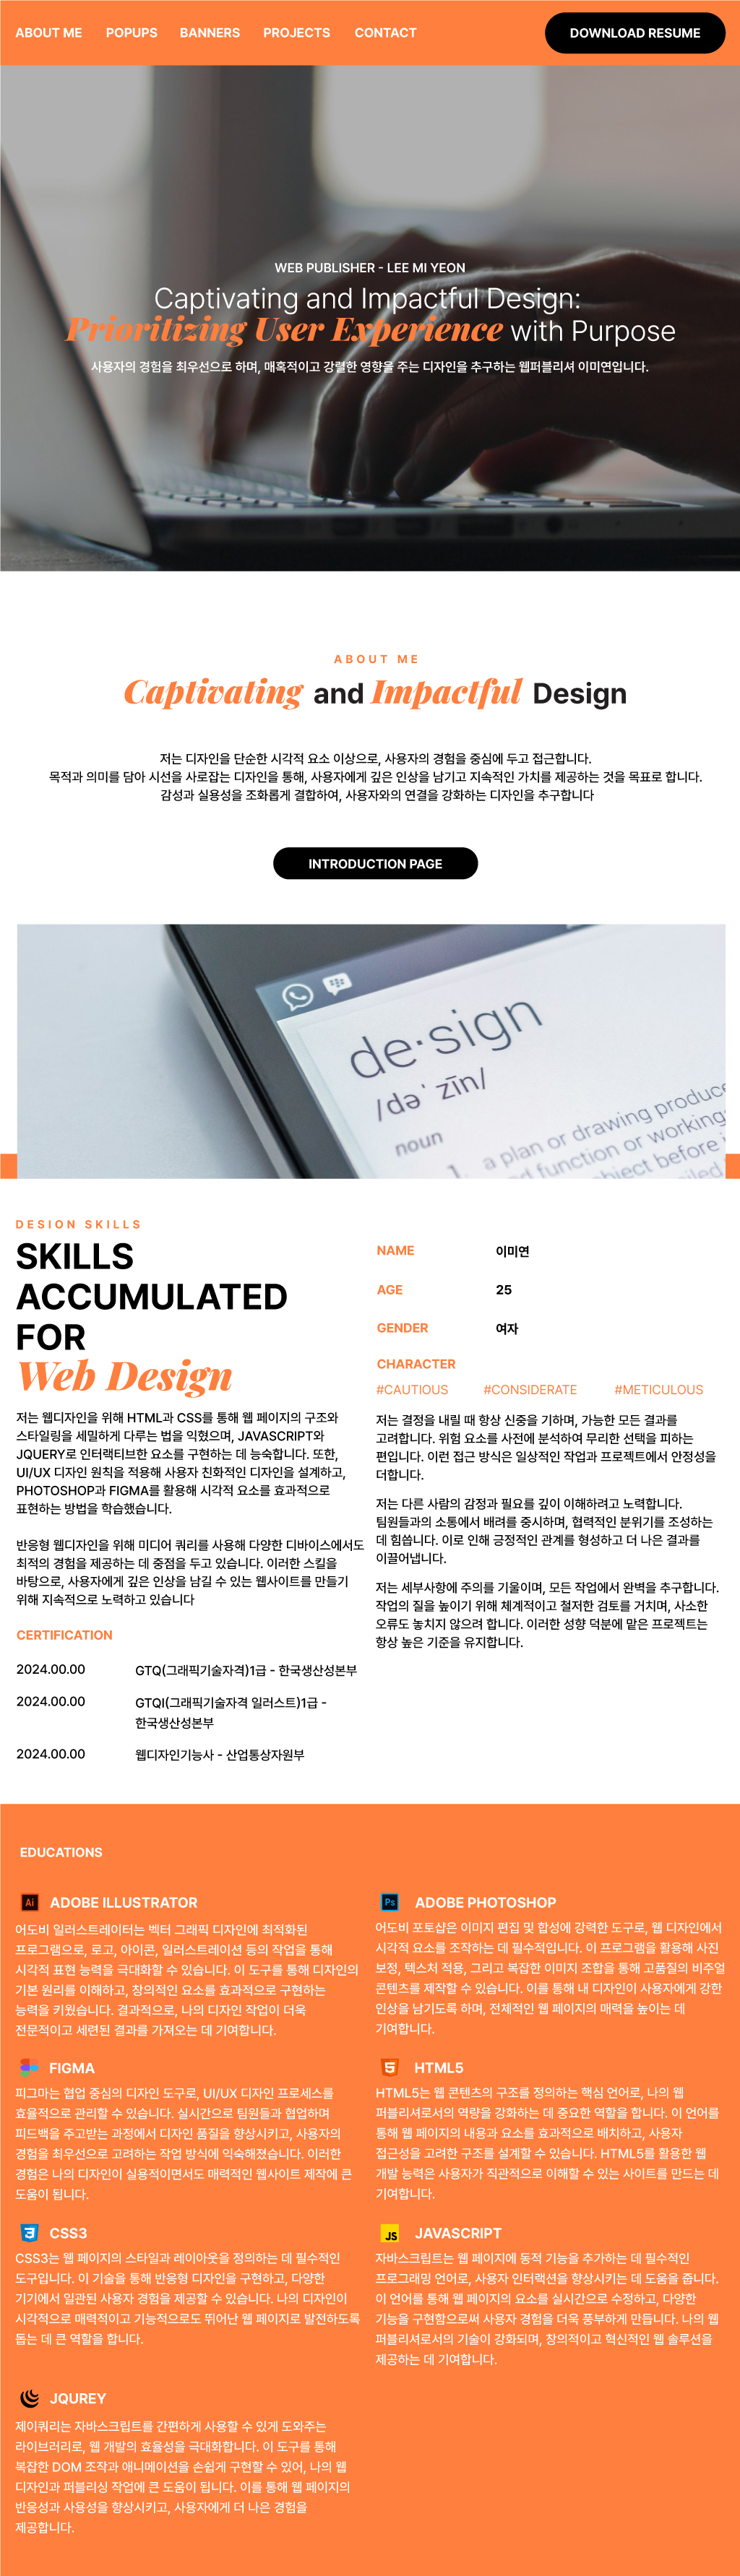 ABOUT ME POPUPS BANNERS PROJECTS CONTACT DOWNLOAD RESUME
WEB PUBLISHER - LEE MI YEON
Captivating and Impactful Design:
Prioritizing User Experience with Purpose
사용자의 경험을 최우선으로 하며, 매혹적이고 강렬한 영향을 주는 디자인을 추구하는 웹퍼블리셔 이미연입니다.
ABOUT ME
Captivating and Impactful Design
저는 디자인을 단순한 시각적 요소 이상으로, 사용자의 경험을 중심에 두고 접근합니다.
목적과 의미를 담아 시선을 사로잡는 디자인을 통해, 사용자에게 깊은 인상을 남기고 지속적인 가치를 제공하는 것을 목표로 합니다.
감성과 실용성을 조화롭게 결합하여, 사용자와의 연결을 강화하는 디자인을 추구합니다
INTRODUCTION PAGE
de·sign
/də˙ zīn/
noun
1. a plan or drawing produce
d function or working
bject before i
DESIGN SKILLS
SKILLS
ACCUMULATED
FOR
Web Design
저는 웹디자인을 위해 HTML과 CSS를 통해 웹 페이지의 구조와
스타일링을 세밀하게 다루는 법을 익혔으며, JAVASCRIPT와
JQUERY로 인터랙티브한 요소를 구현하는 데 능숙합니다. 또한,
UI/UX 디자인 원칙을 적용해 사용자 친화적인 디자인을 설계하고,
PHOTOSHOP과 FIGMA를 활용해 시각적 요소를 효과적으로
표현하는 방법을 학습했습니다.
반응형 웹디자인을 위해 미디어 쿼리를 사용해 다양한 디바이스에서도
최적의 경험을 제공하는 데 중점을 두고 있습니다. 이러한 스킬을
바탕으로, 사용자에게 깊은 인상을 남길 수 있는 웹사이트를 만들기
위해 지속적으로 노력하고 있습니다
CERTIFICATION
2024.00.00 GTQ(그래픽기술자격)1급 - 한국생산성본부
2024.00.00 GTQI(그래픽기술자격 일러스트)1급 -
한국생산성본부
2024.00.00 웹디자인기능사 - 산업통상자원부
NAME 이미연
AGE 25
GENDER 여자
CHARACTER
#CAUTIOUS #CONSIDERATE #METICULOUS
저는 결정을 내릴 때 항상 신중을 기하며, 가능한 모든 결과를
고려합니다. 위험 요소를 사전에 분석하여 무리한 선택을 피하는
편입니다. 이런 접근 방식은 일상적인 작업과 프로젝트에서 안정성을
더합니다.
저는 다른 사람의 감정과 필요를 깊이 이해하려고 노력합니다.
팀원들과의 소통에서 배려를 중시하며, 협력적인 분위기를 조성하는
데 힘씁니다. 이로 인해 긍정적인 관계를 형성하고 더 나은 결과를
이끌어냅니다.
저는 세부사항에 주의를 기울이며, 모든 작업에서 완벽을 추구합니다.
작업의 질을 높이기 위해 체계적이고 철저한 검토를 거치며, 사소한
오류도 놓치지 않으려 합니다. 이러한 성향 덕분에 맡은 프로젝트는
항상 높은 기준을 유지합니다.
EDUCATIONS
Ai ADOBE ILLUSTRATOR
어도비 일러스트레이터는 벡터 그래픽 디자인에 최적화된
프로그램으로, 로고, 아이콘, 일러스트레이션 등의 작업을 통해
시각적 표현 능력을 극대화할 수 있습니다. 이 도구를 통해 디자인의
기본 원리를 이해하고, 창의적인 요소를 효과적으로 구현하는
능력을 키웠습니다. 결과적으로, 나의 디자인 작업이 더욱
전문적이고 세련된 결과를 가져오는 데 기여합니다.
Ps ADOBE PHOTOSHOP
어도비 포토샵은 이미지 편집 및 합성에 강력한 도구로, 웹 디자인에서
시각적 요소를 조작하는 데 필수적입니다. 이 프로그램을 활용해 사진
보정, 텍스처 적용, 그리고 복잡한 이미지 조합을 통해 고품질의 비주얼
콘텐츠를 제작할 수 있습니다. 이를 통해 내 디자인이 사용자에게 강한
인상을 남기도록 하며, 전체적인 웹 페이지의 매력을 높이는 데
기여합니다.
FIGMA
피그마는 협업 중심의 디자인 도구로, UI/UX 디자인 프로세스를
효율적으로 관리할 수 있습니다. 실시간으로 팀원들과 협업하며
피드백을 주고받는 과정에서 디자인 품질을 향상시키고, 사용자의
경험을 최우선으로 고려하는 작업 방식에 익숙해졌습니다. 이러한
경험은 나의 디자인이 실용적이면서도 매력적인 웹사이트 제작에 큰
도움이 됩니다.
HTML5
HTML5는 웹 콘텐츠의 구조를 정의하는 핵심 언어로, 나의 웹
퍼블리셔로서의 역량을 강화하는 데 중요한 역할을 합니다. 이 언어를
통해 웹 페이지의 내용과 요소를 효과적으로 배치하고, 사용자
접근성을 고려한 구조를 설계할 수 있습니다. HTML5를 활용한 웹
개발 능력은 사용자가 직관적으로 이해할 수 있는 사이트를 만드는 데
기여합니다.
CSS3
CSS3는 웹 페이지의 스타일과 레이아웃을 정의하는 데 필수적인
도구입니다. 이 기술을 통해 반응형 디자인을 구현하고, 다양한
기기에서 일관된 사용자 경험을 제공할 수 있습니다. 나의 디자인이
시각적으로 매력적이고 기능적으로도 뛰어난 웹 페이지로 발전하도록
돕는 데 큰 역할을 합니다.
JS JAVASCRIPT
자바스크립트는 웹 페이지에 동적 기능을 추가하는 데 필수적인
프로그래밍 언어로, 사용자 인터랙션을 향상시키는 데 도움을 줍니다.
이 언어를 통해 웹 페이지의 요소를 실시간으로 수정하고, 다양한
기능을 구현함으로써 사용자 경험을 더욱 풍부하게 만듭니다. 나의 웹
퍼블리셔로서의 기술이 강화되며, 창의적이고 혁신적인 웹 솔루션을
제공하는 데 기여합니다.
JQUREY
제이쿼리는 자바스크립트를 간편하게 사용할 수 있게 도와주는
라이브러리로, 웹 개발의 효율성을 극대화합니다. 이 도구를 통해
복잡한 DOM 조작과 애니메이션을 손쉽게 구현할 수 있어, 나의 웹
디자인과 퍼블리싱 작업에 큰 도움이 됩니다. 이를 통해 웹 페이지의
반응성과 사용성을 향상시키고, 사용자에게 더 나은 경험을
제공합니다.